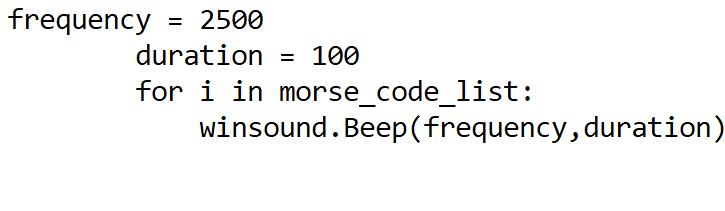 frequency = 2500
        duration = 100
        for i in morse_code_list:
            winsound.Beep(frequency,duration)